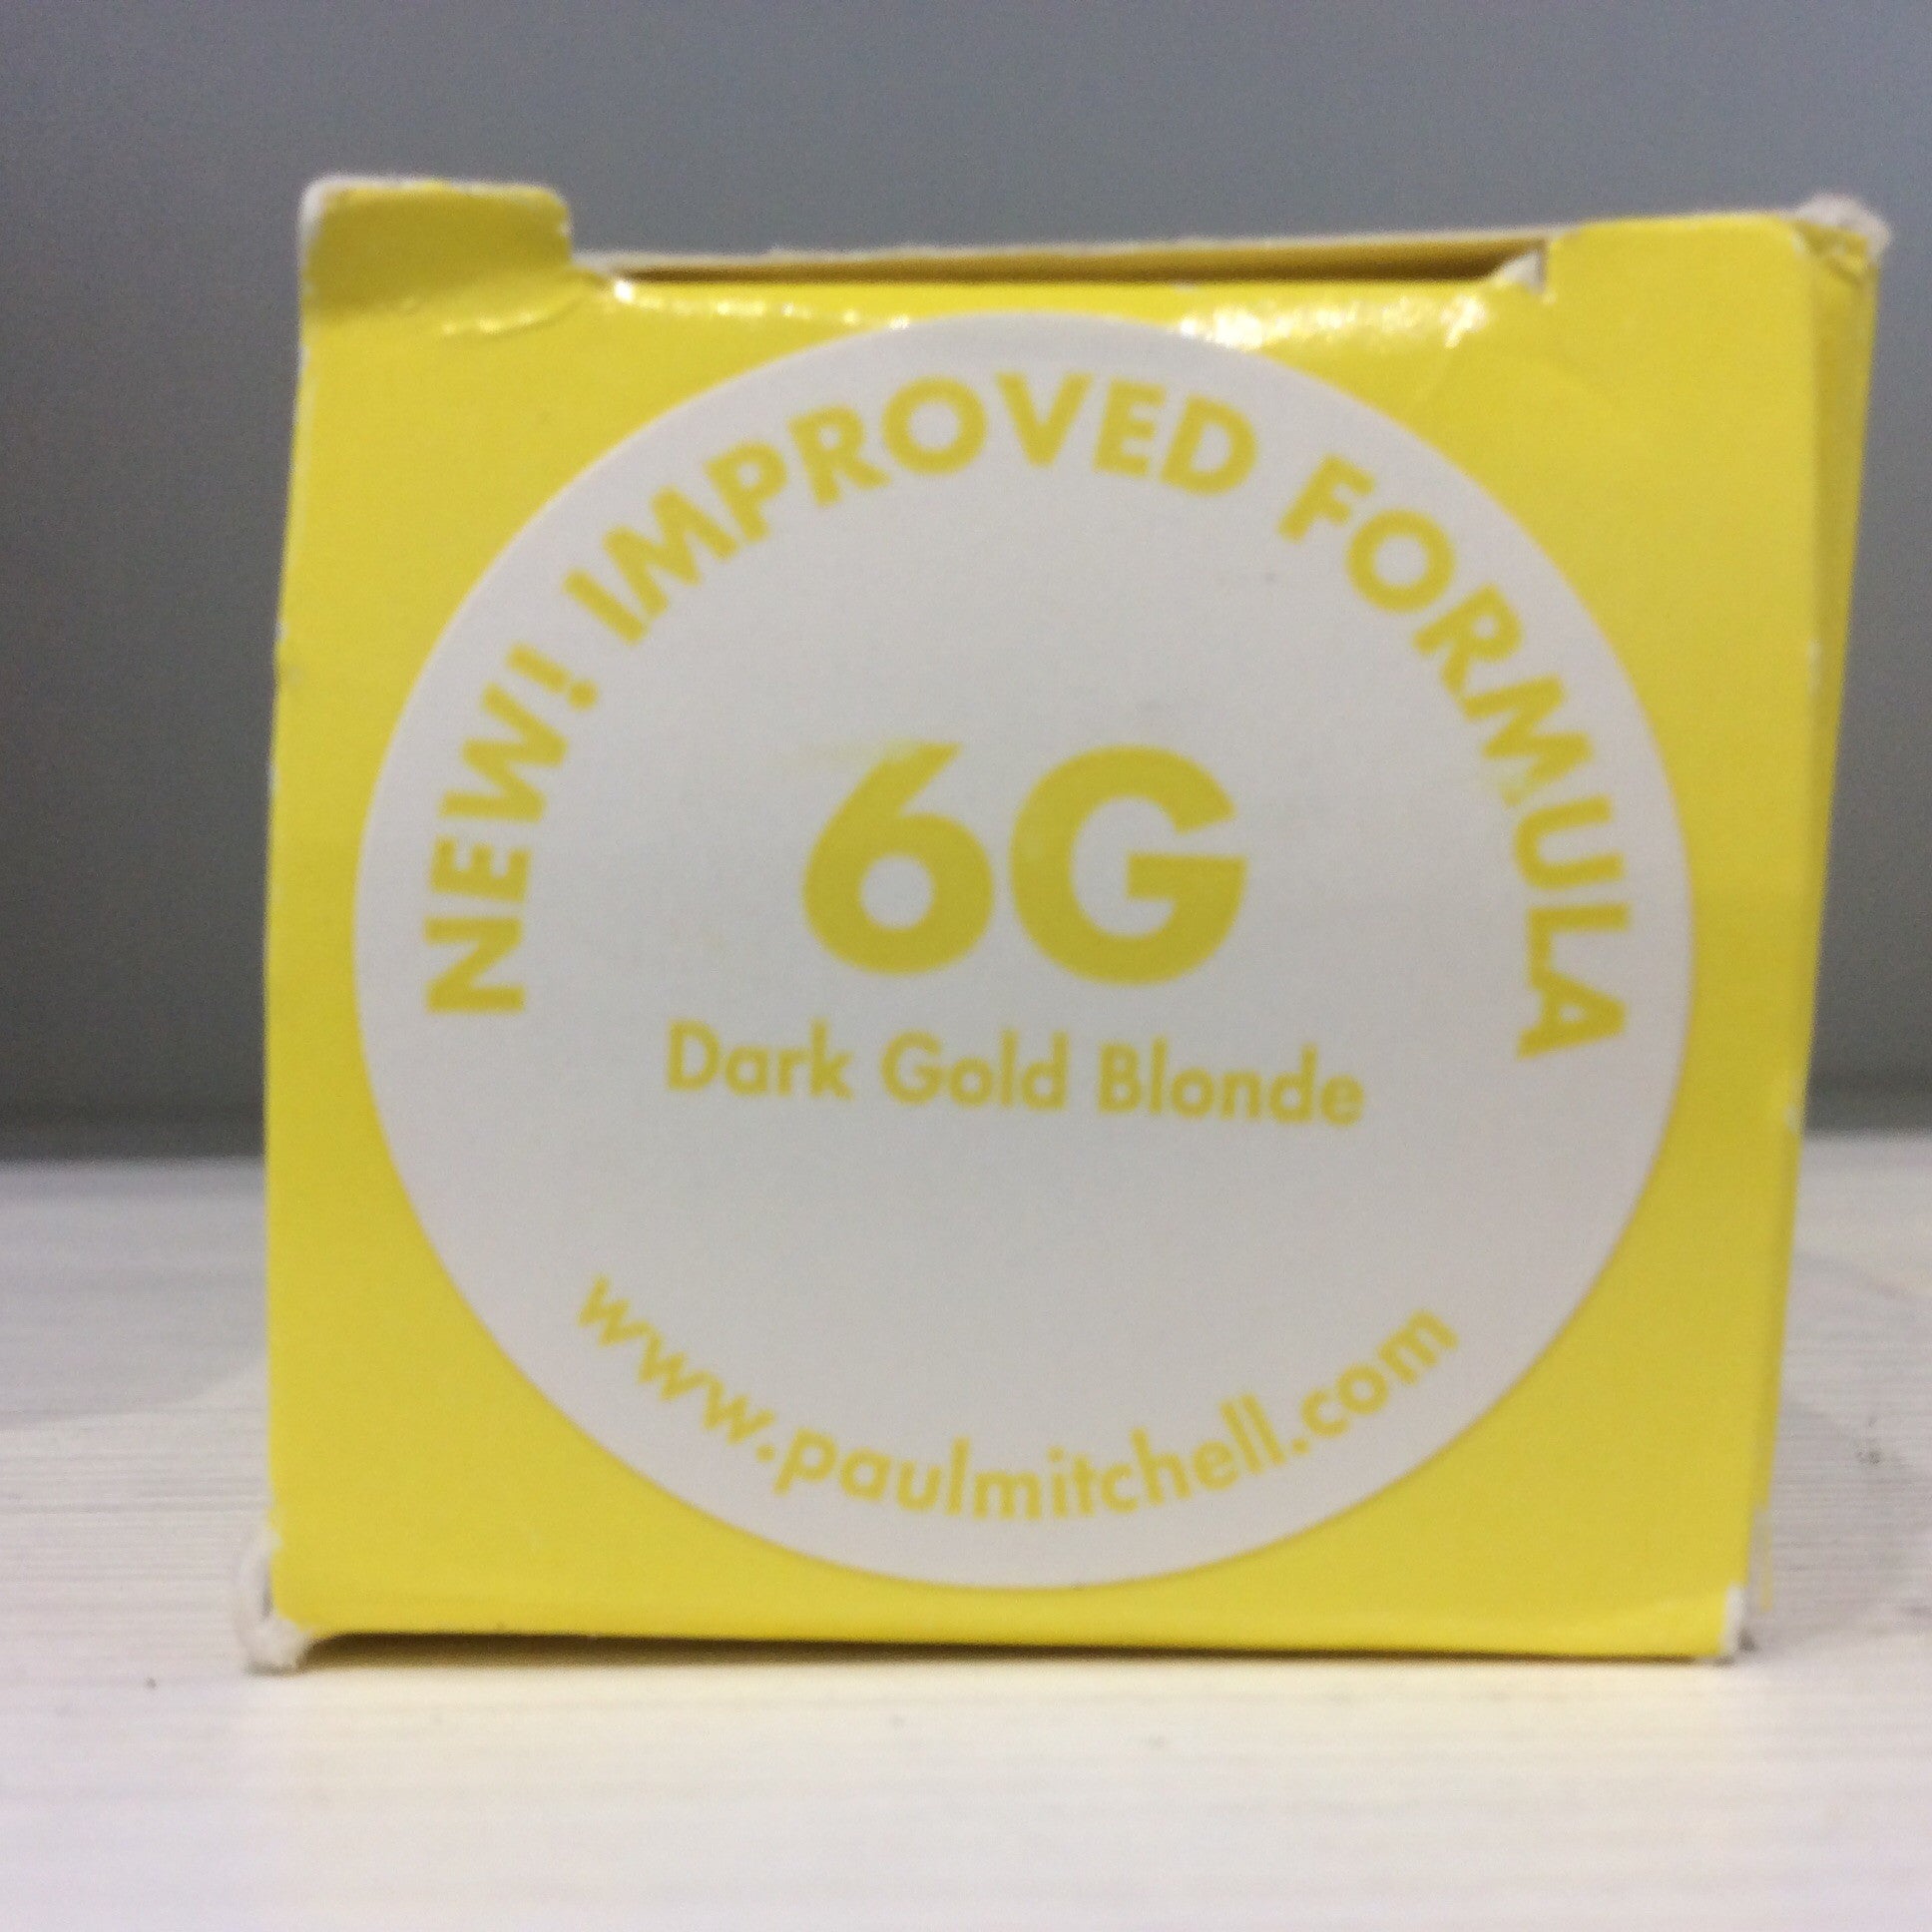 NEW! IMPROVED FORMULA
6G
Dark Gold Blonde
www.paulmitchell.com